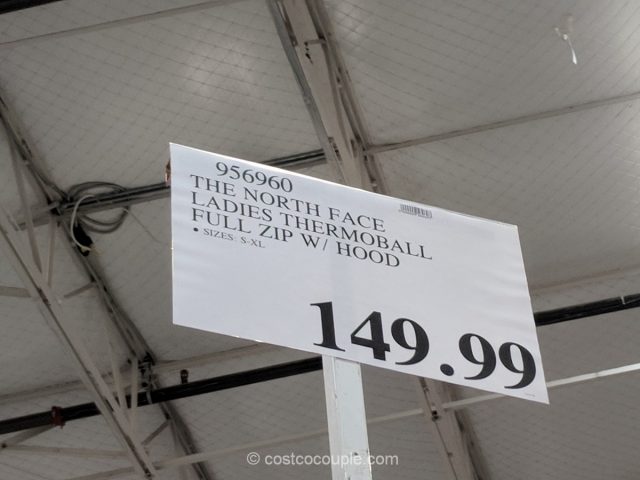 956960
THE NORTH FACE
LADIES THERMOBALL
FULL ZIP W/ HOOD
• SIZES: S-XL
149.99
© costcocouple.com